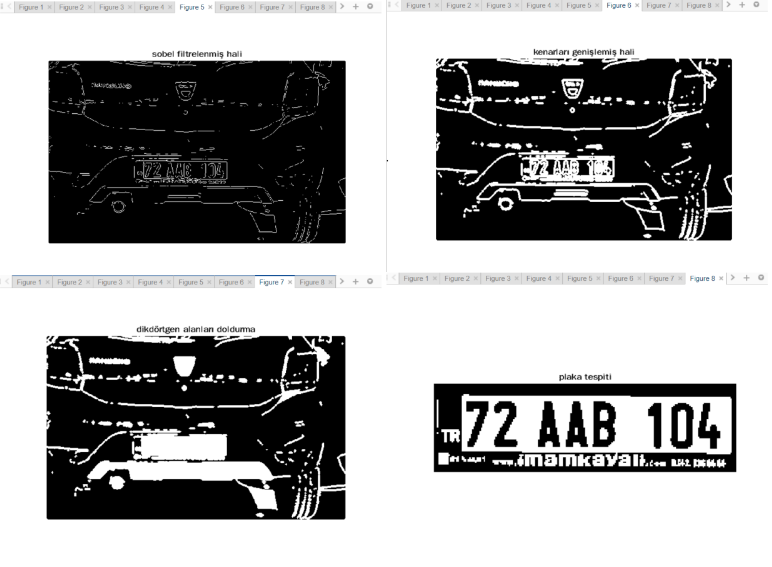 Figure 1 Figure 2 Figure 3 Figure 4 Figure 5 Figure 6 Figure 7 Figure 8
sobel filtrelenmiş hali
72 AAB 104
Figure 1 Figure 2 Figure 3 Figure 4 Figure 5 Figure 6 Figure 7 Figure 8
kenarları genişlemiş hali
72 AAB 104
Figure 1 Figure 2 Figure 3 Figure 4 Figure 5 Figure 6 Figure 7 Figure 8
dikdörtgen alanları doldurma
Figure 1 Figure 2 Figure 3 Figure 4 Figure 5 Figure 6 Figure 7 Figure 8
plaka tespiti
TR 72 AAB 104
www.imamkayali.com